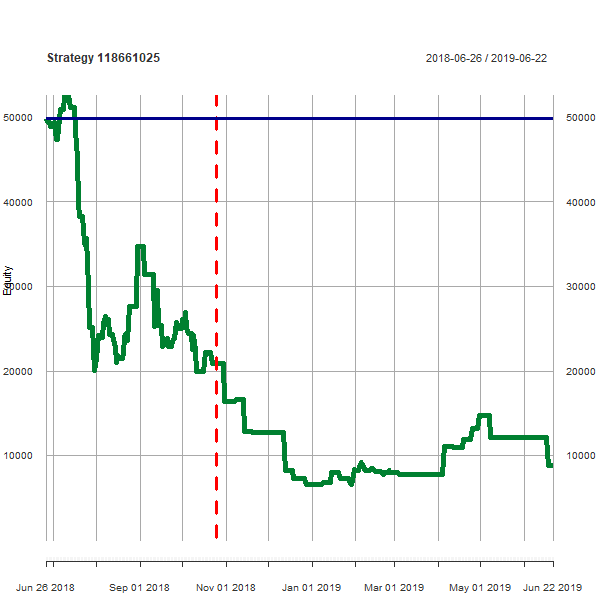 Strategy 118661025
2018-06-26 / 2019-06-22
50000
50000
40000
40000
30000
30000
Equity
20000
20000
10000
10000
Jun 26 2018
Sep 01 2018
Nov 01 2018
Jan 01 2019
Mar 01 2019
May 01 2019
Jun 22 2019